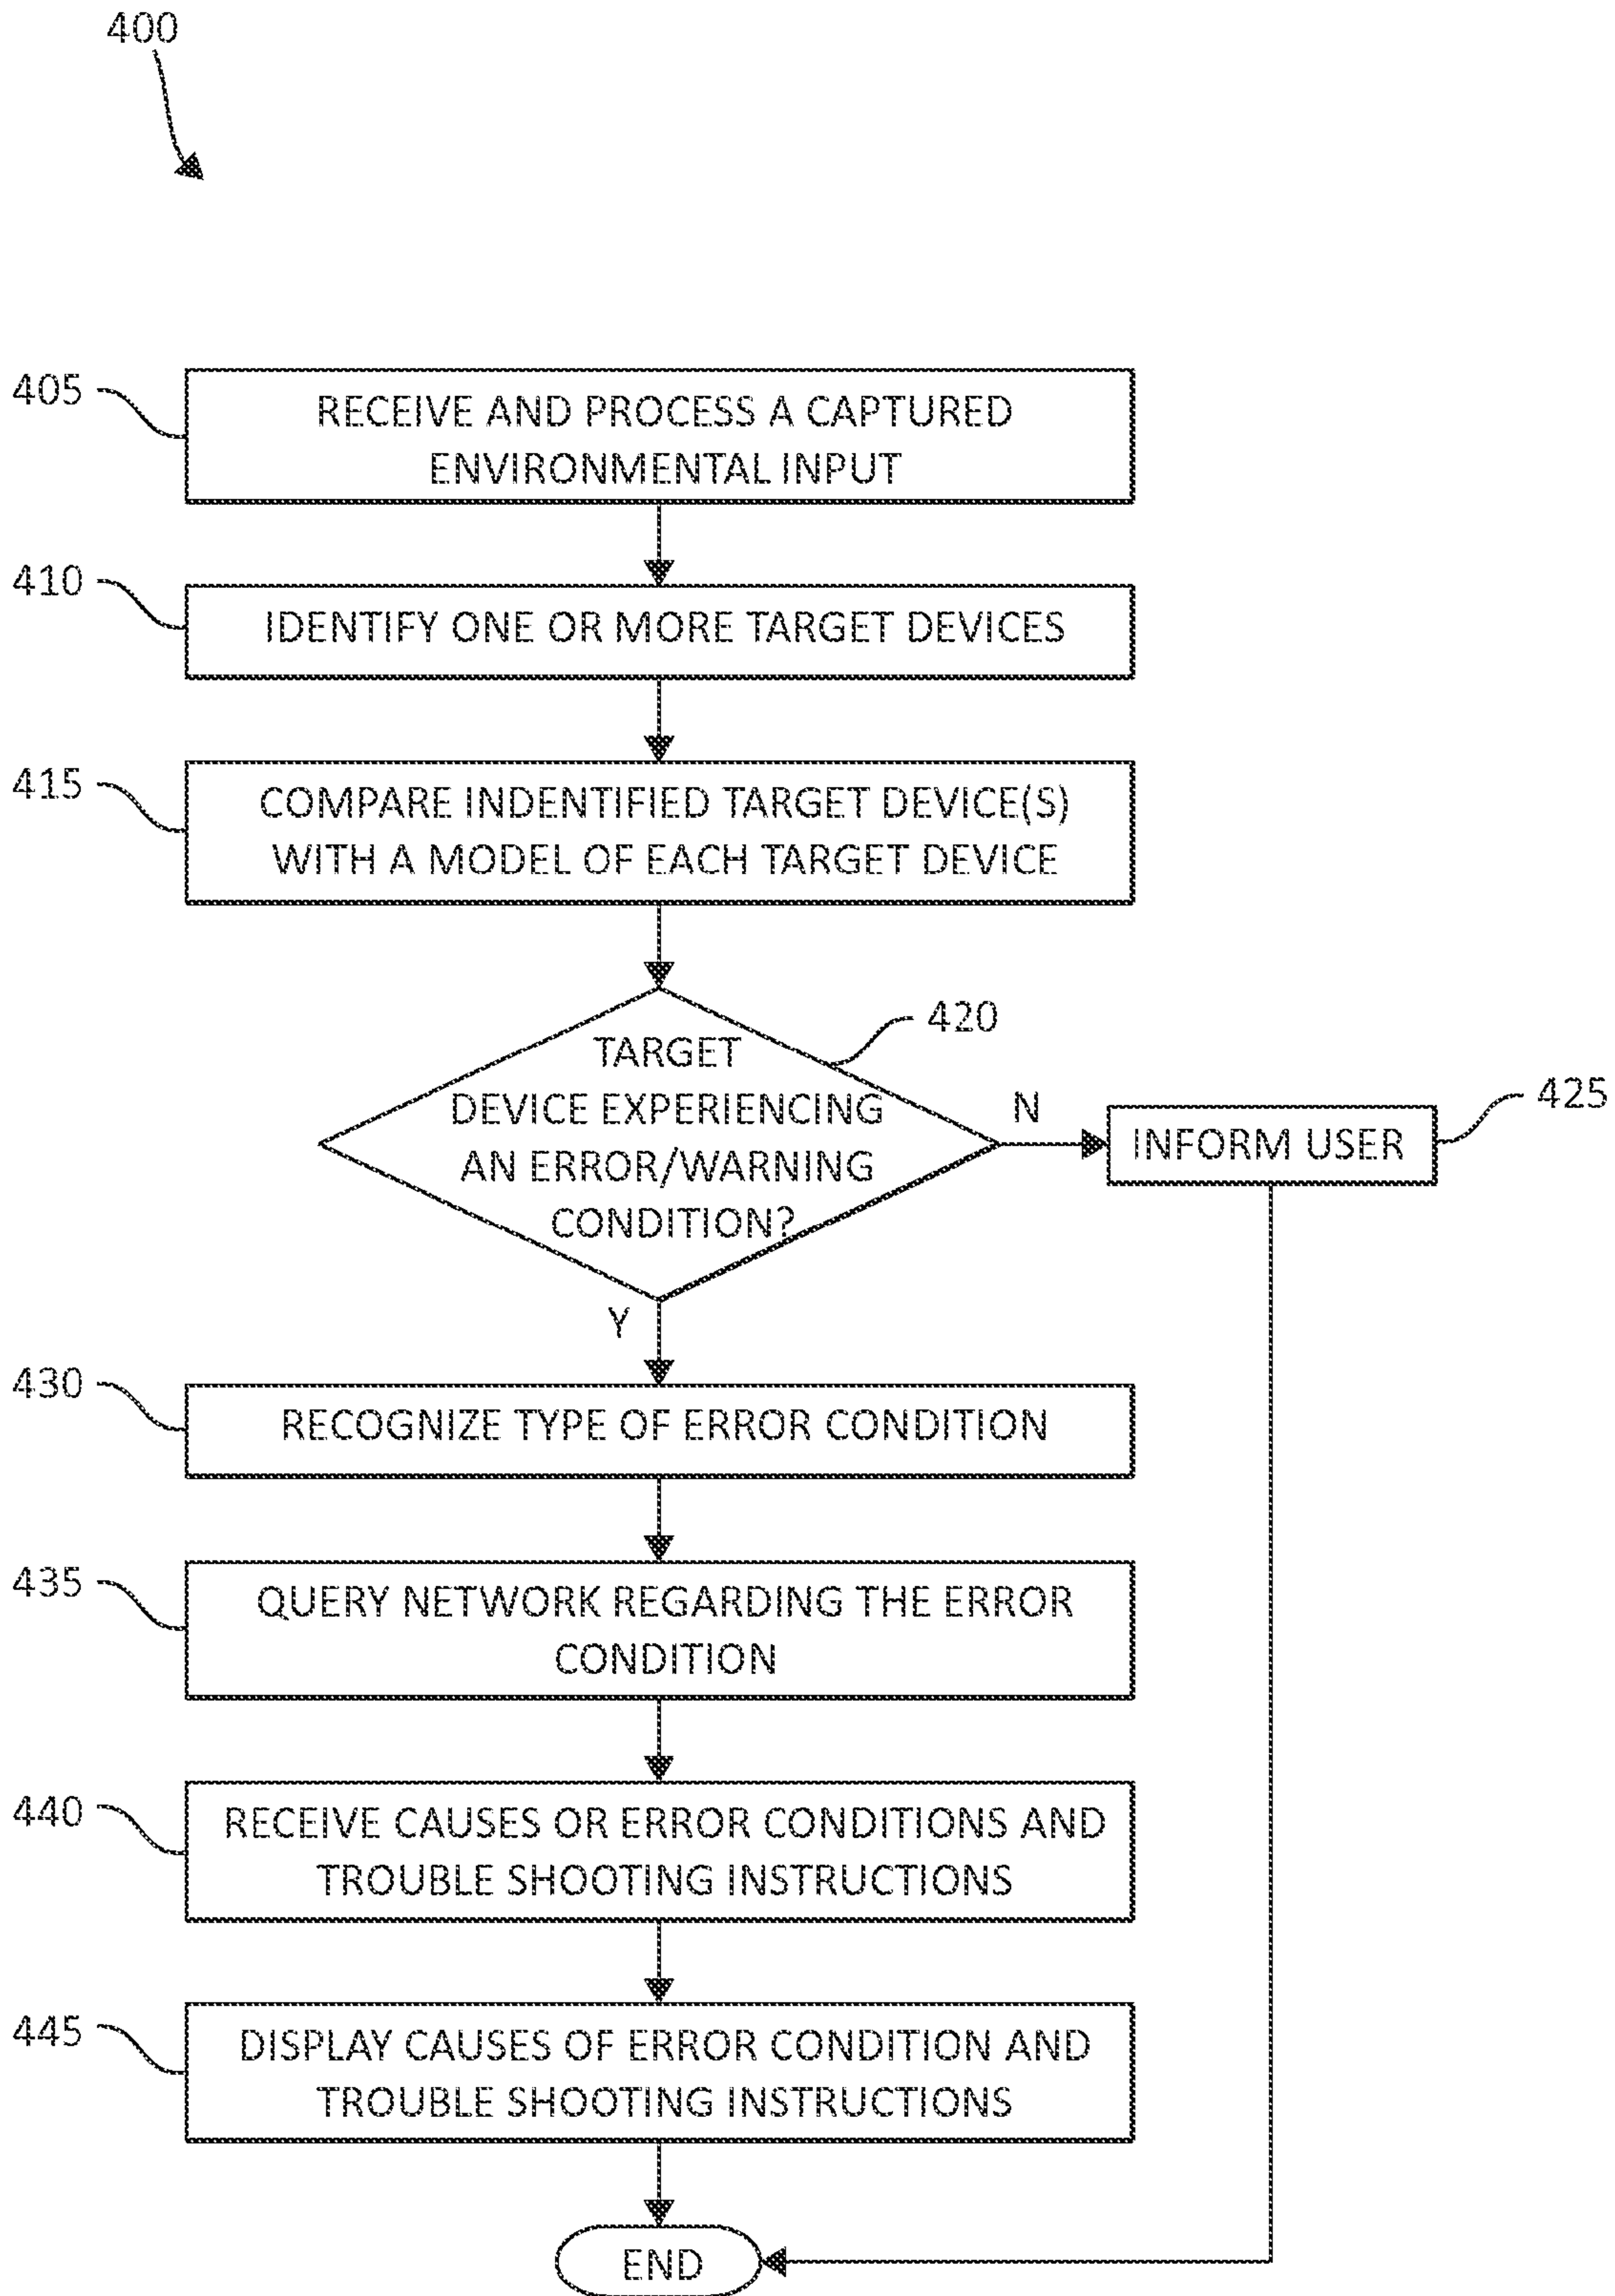 400
405
RECEIVE AND PROCESS A CAPTURED
ENVIRONMENTAL INPUT
410
IDENTIFY ONE OR MORE TARGET DEVICES
415
COMPARE INDENTIFIED TARGET DEVICE(S)
WITH A MODEL OF EACH TARGET DEVICE
420
TARGET
DEVICE EXPERIENCING
AN ERROR/WARNING
CONDITION?
N
425
INFORM USER
Y
430
RECOGNIZE TYPE OF ERROR CONDITION
435
QUERY NETWORK REGARDING THE ERROR
CONDITION
440
RECEIVE CAUSES OR ERROR CONDITIONS AND
TROUBLE SHOOTING INSTRUCTIONS
445
DISPLAY CAUSES OF ERROR CONDITION AND
TROUBLE SHOOTING INSTRUCTIONS
END